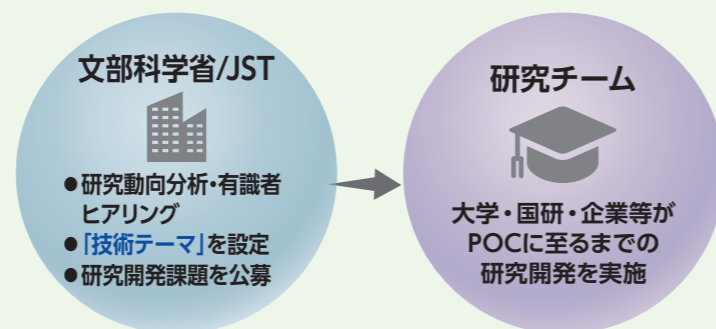 文部科学省/JST
●研究動向分析・有識者
ヒアリング
●「技術テーマ」を設定
●研究開発課題を公募
研究チーム
大学・国研・企業等が
POCに至るまでの
研究開発を実施